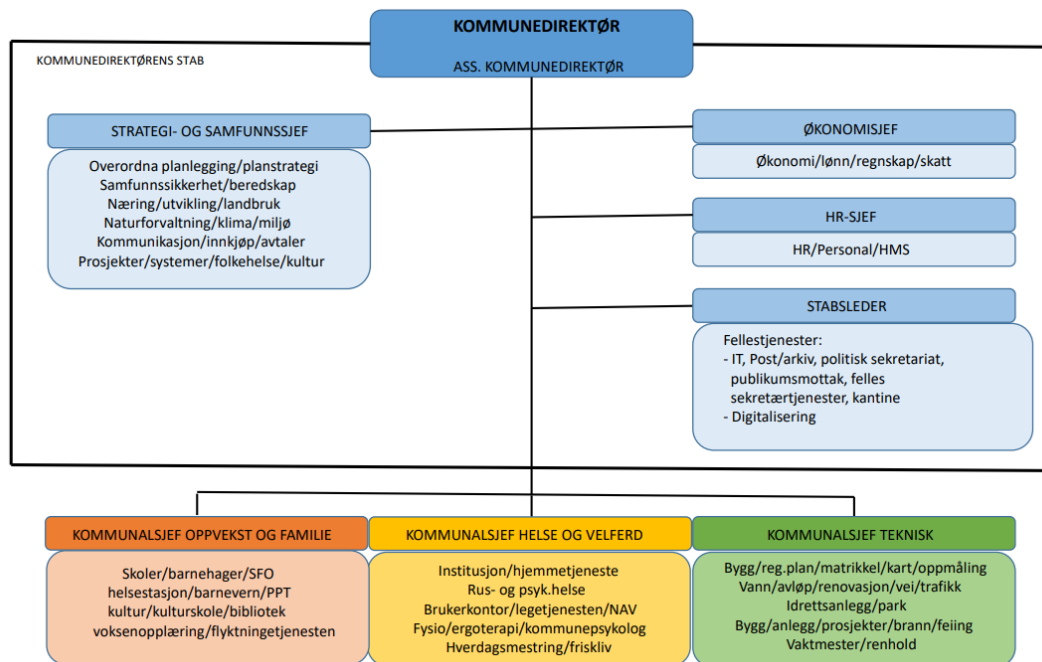 KOMMUNEDIREKTØR
ASS. KOMMUNEDIREKTØR
KOMMUNEDIREKTØRENS STAB
STRATEGI- OG SAMFUNNSSJEF
Overordna planlegging/planstrategi
Samfunnssikkerhet/beredskap
Næring/utvikling/landbruk
Naturforvaltning/klima/miljø
Kommunikasjon/innkjøp/avtaler
Prosjekter/systemer/folkehelse/kultur
ØKONOMISJEF
Økonomi/lønn/regnskap/skatt
HR-SJEF
HR/Personal/HMS
STABSLEDER
Fellestjenester:
- IT, Post/arkiv, politisk sekretariat,
publikumsmottak, felles
sekretærtjenester, kantine
- Digitalisering
KOMMUNALSJEF OPPVEKST OG FAMILIE
Skoler/barnehager/SFO
helsestasjon/barnevern/PPT
kultur/kulturskole/bibliotek
voksenopplæring/flyktningetjenesten
KOMMUNALSJEF HELSE OG VELFERD
Institusjon/hjemmetjeneste
Rus- og psyk.helse
Brukerkontor/legetjenesten/NAV
Fysio/ergoterapi/kommunepsykolog
Hverdagsmestring/friskliv
KOMMUNALSJEF TEKNISK
Bygg/reg.plan/matrikkel/kart/oppmåling
Vann/avløp/renovasjon/vei/trafikk
Idrettsanlegg/park
Bygg/anlegg/prosjekter/brann/feiing
Vaktmester/renhold